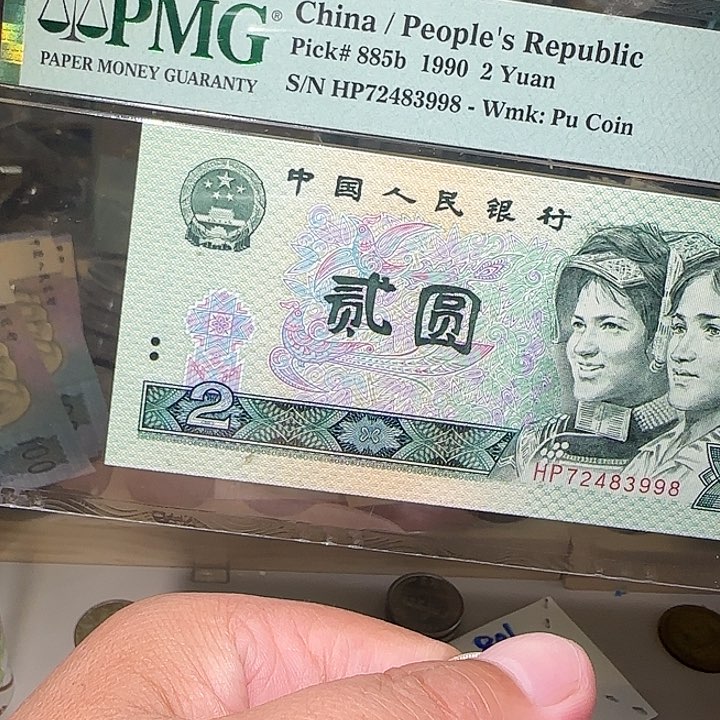 PMG®
PAPER MONEY GUARANTY
China / People's Republic
Pick# 885b 1990 2 Yuan
S/N HP72483998 - Wmk: Pu Coin
中国人民银行
贰圆
2
HP72483998